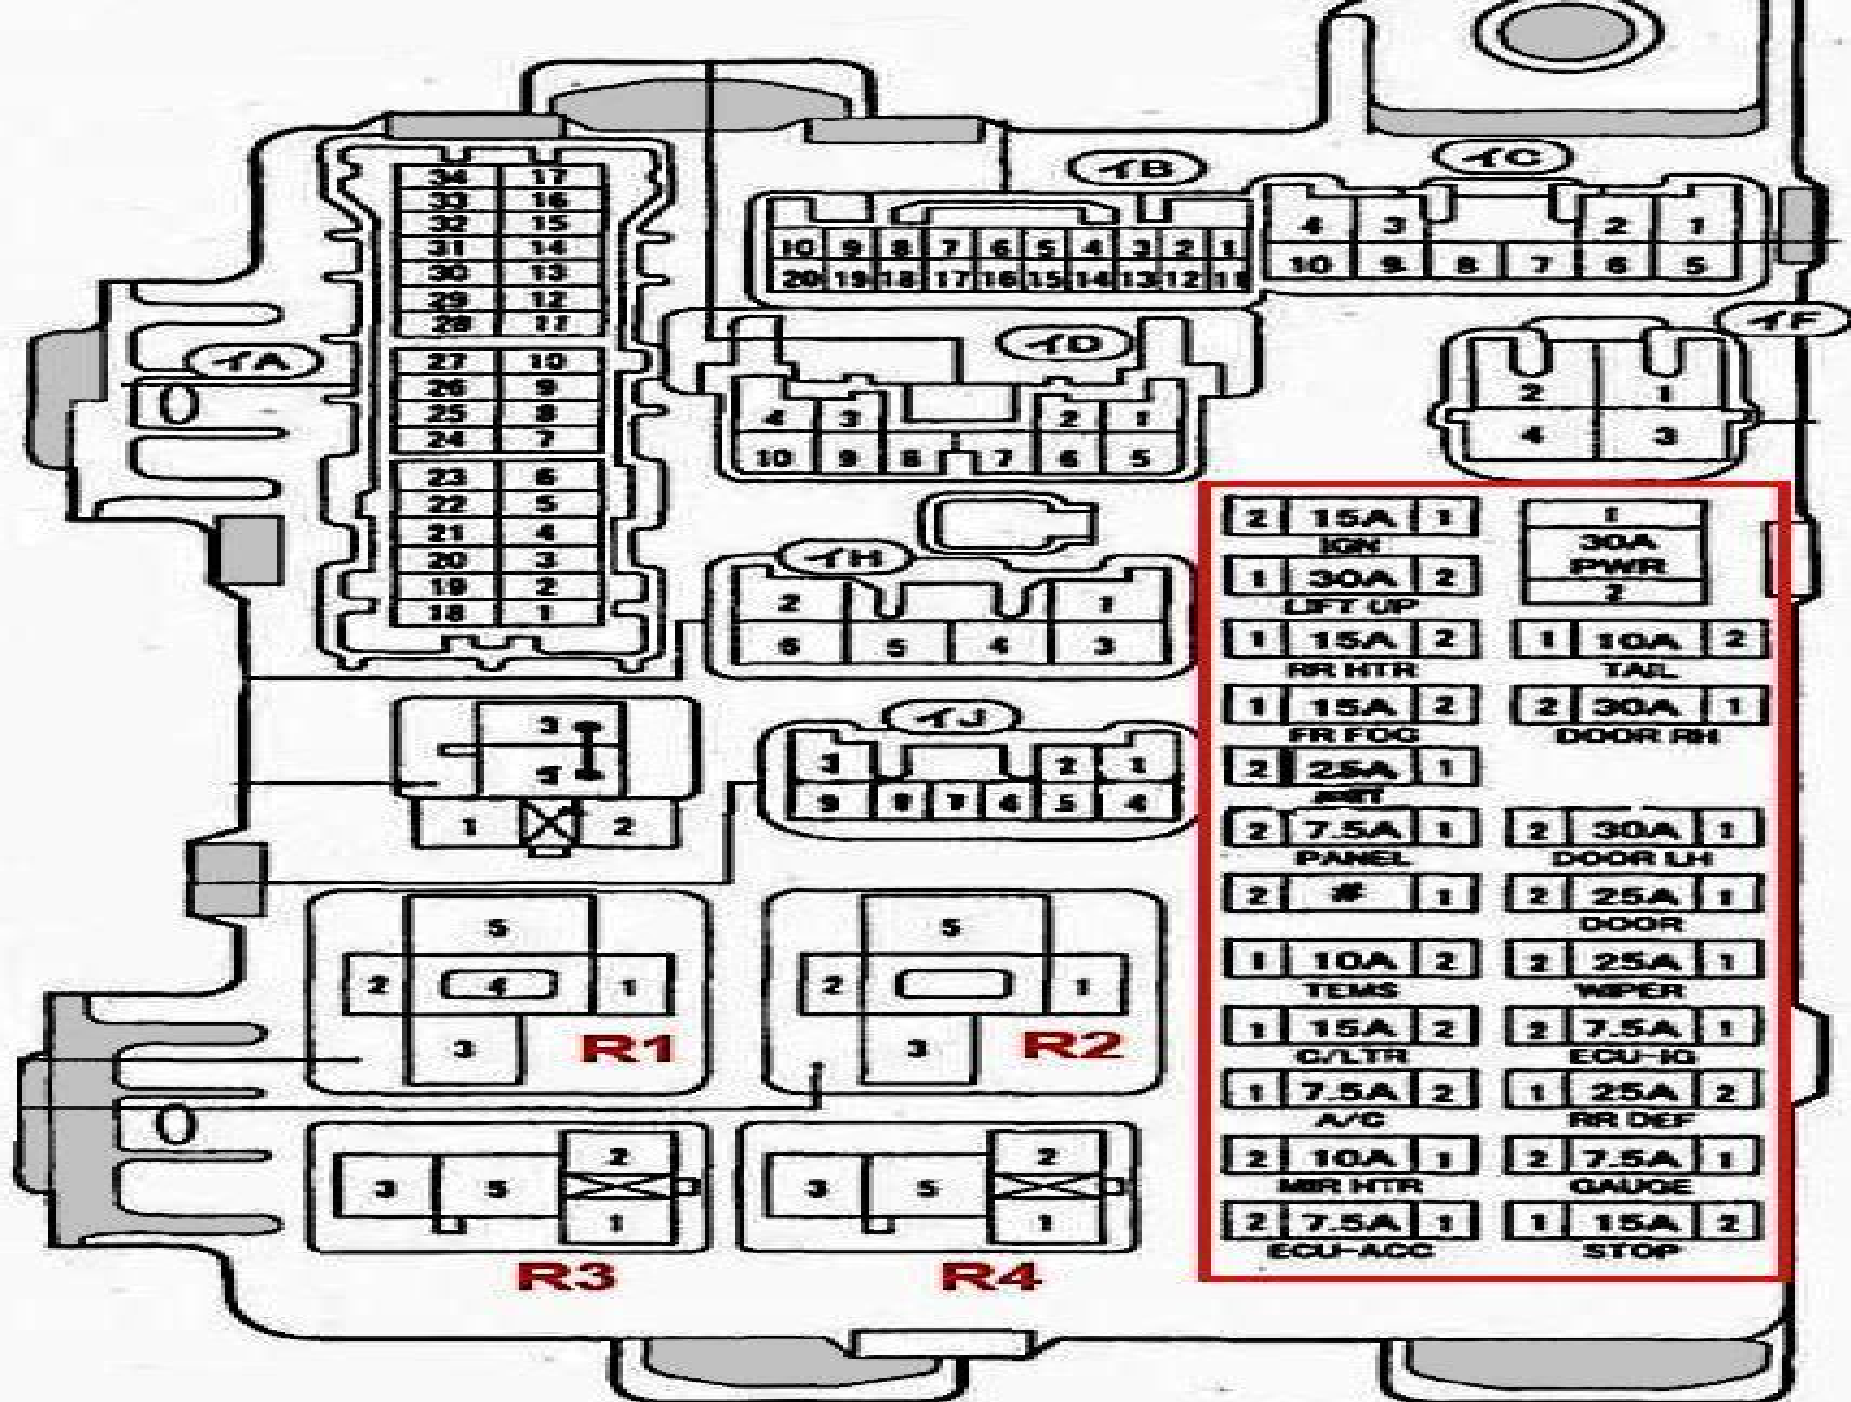 1B
1C
34 17
33 16
32 15
31 14
30 13
29 12
28 11
4 3 2 1
10 9 8 7 6 5
10 9 8 7 6 5 4 3 2 1
20 19 18 17 16 15 14 13 12 11
1A
27 10
26 9
25 8
24 7
23 6
22 5
21 4
20 3
19 2
18 1
1D
4 3 2 1
10 9 8 7 6 5
1F
2 1
4 3
1H
2 1
6 5 4 3
1J
3 2 1
9 8 7 6 5 4
3
1 2
5
2 4 1
3
R1
5
2 1
3
R2
3 5 2
1
R3
3 5 2
1
R4
2 15A 1
IGN
1
30A
PWR
2
1 30A 2
LIFT UP
1 15A 2
RR HTR
1 10A 2
TAIL
1 15A 2
FR FOG
2 30A 1
DOOR RH
2 25A 1
2 7.5A 1
PANEL
2 30A 1
DOOR LH
2 # 1
2 25A 1
DOOR
1 10A 2
TEMS
2 25A 1
WIPER
1 15A 2
C/LTR
2 7.5A 1
ECU-IG
1 7.5A 2
A/C
1 25A 2
RR DEF
2 10A 1
MIR HTR
2 7.5A 1
GAUGE
2 7.5A 1
ECU-ACC
1 15A 2
STOP